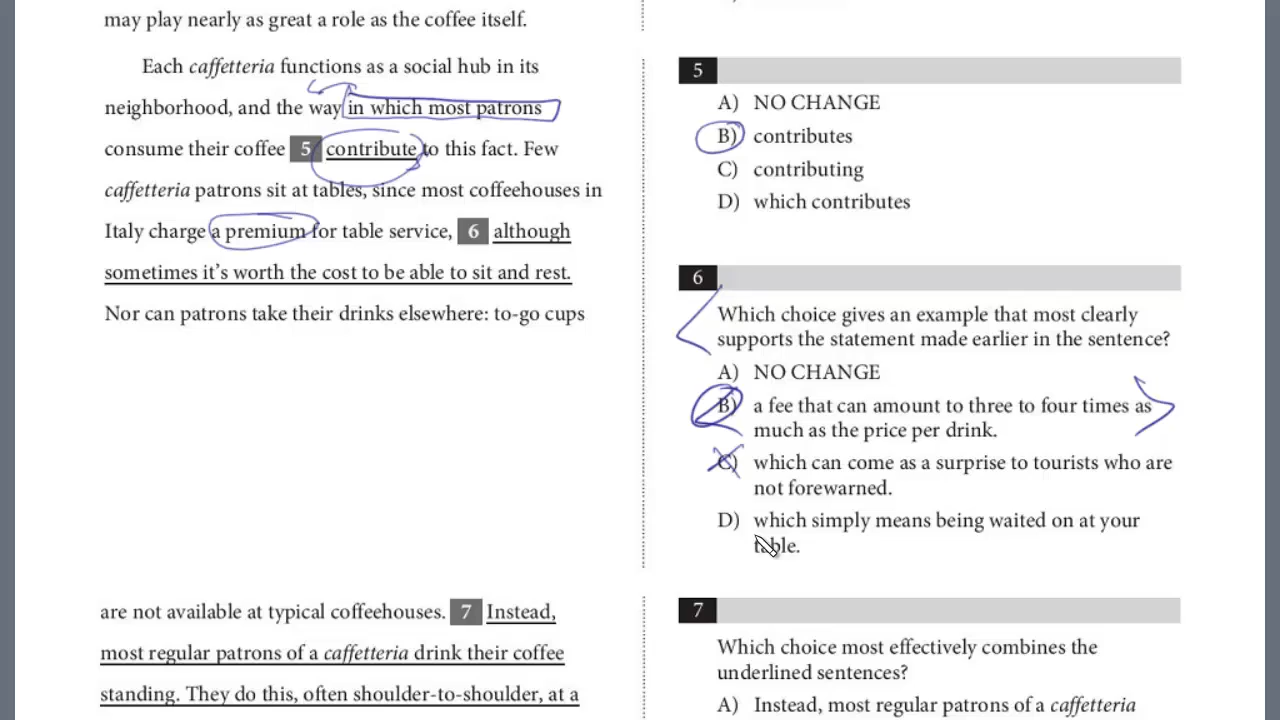 may play nearly as great a role as the coffee itself.
Each caffetteria functions as a social hub in its
neighborhood, and the way in which most patrons
consume their coffee 5 contribute to this fact. Few
caffetteria patrons sit at tables, since most coffeehouses in
Italy charge a premium for table service, 6 although
sometimes it's worth the cost to be able to sit and rest.
Nor can patrons take their drinks elsewhere: to-go cups
are not available at typical coffeehouses. 7 Instead,
most regular patrons of a caffetteria drink their coffee
standing. They do this, often shoulder-to-shoulder, at a
5
A) NO CHANGE
B) contributes
C) contributing
D) which contributes
6
Which choice gives an example that most clearly
supports the statement made earlier in the sentence?
A) NO CHANGE
B) a fee that can amount to three to four times as
much as the price per drink.
C) which can come as a surprise to tourists who are
not forewarned.
D) which simply means being waited on at your
table.
7
Which choice most effectively combines the
underlined sentences?
A) Instead, most regular patrons of a caffetteria